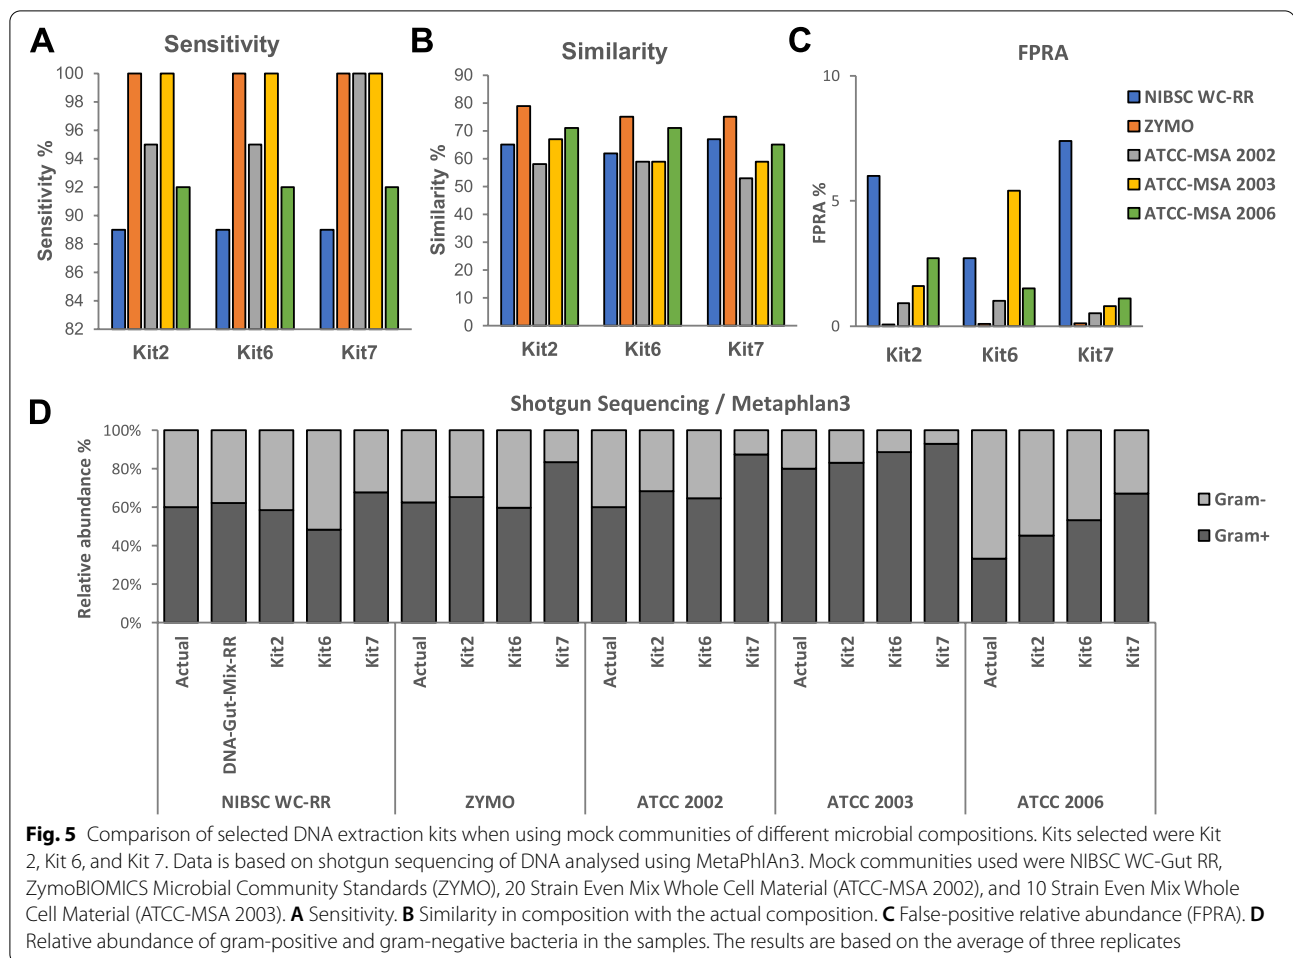 A
Sensitivity
Sensitivity %
100
98
96
94
92
90
88
86
84
82
Kit2 Kit6 Kit7
B
Similarity
Similarity %
90
80
70
60
50
40
30
20
10
0
Kit2 Kit6 Kit7
C
FPRA
FPRA %
10
5
0
Kit2 Kit6 Kit7
NIBSC WC-RR
ZYMO
ATCC-MSA 2002
ATCC-MSA 2003
ATCC-MSA 2006
D
Shotgun Sequencing / Metaphlan3
Relative abundance %
100%
80%
60%
40%
20%
0%
Gram-
Gram+
Actual DNA-Gut-Mix-RR Kit2 Kit6 Kit7 Actual Kit2 Kit6 Kit7 Actual Kit2 Kit6 Kit7 Actual Kit2 Kit6 Kit7 Actual Kit2 Kit6 Kit7
NIBSC WC-RR ZYMO ATCC 2002 ATCC 2003 ATCC 2006
Fig. 5 Comparison of selected DNA extraction kits when using mock communities of different microbial compositions. Kits selected were Kit
2, Kit 6, and Kit 7. Data is based on shotgun sequencing of DNA analysed using MetaPhlAn3. Mock communities used were NIBSC WC-Gut RR,
ZymoBIOMICS Microbial Community Standards (ZYMO), 20 Strain Even Mix Whole Cell Material (ATCC-MSA 2002), and 10 Strain Even Mix Whole
Cell Material (ATCC-MSA 2003). A Sensitivity. B Similarity in composition with the actual composition. C False-positive relative abundance (FPRA). D
Relative abundance of gram-positive and gram-negative bacteria in the samples. The results are based on the average of three replicates